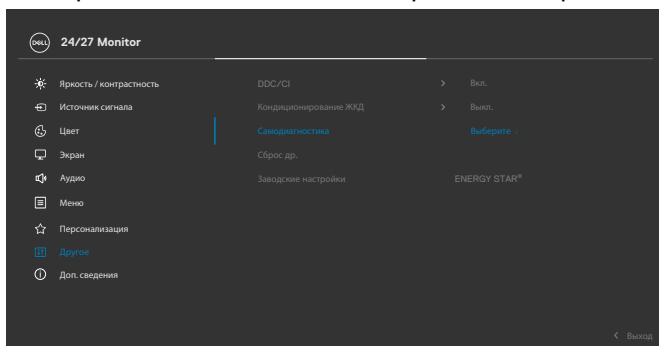 DELL 24/27 Monitor
Яркость / контрастность
Источник сигнала
Цвет
Экран
Аудио
Меню
Персонализация
Другое
Доп. сведения
DDC/CI > Вкл.
Кондиционирование ЖКД > Выкл.
Самодиагностика Выберите
Сброс др.
Заводские настройки ENERGY STAR®
< Выход